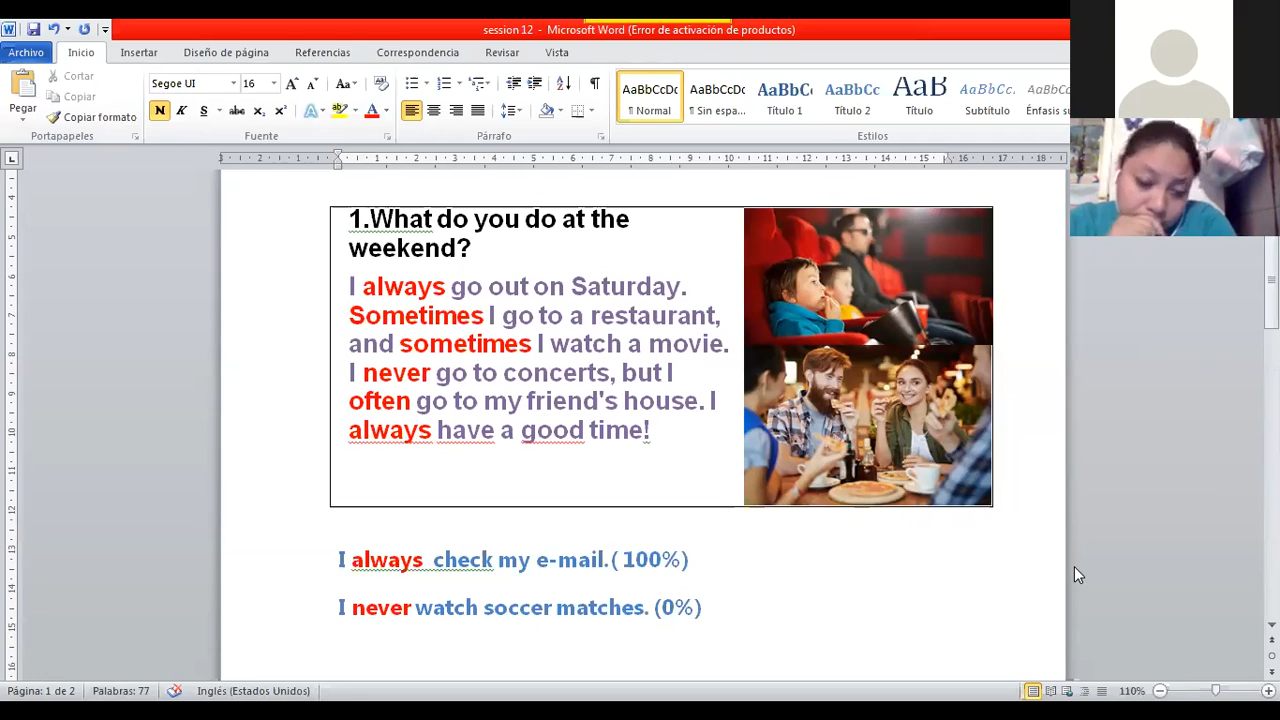 session 12 - Microsoft Word (Error de activación de productos)
Archivo Inicio Insertar Diseño de página Referencias Correspondencia Revisar Vista
Cortar
Copiar
Copiar formato
Pegar
Segoe UI 16
AaBbCcDc AaBbCcDc AaBbC AaBbCc AaB AaBbCc. AaBbCc
¶ Normal ¶ Sin espa... Título 1 Título 2 Título Subtítulo Énfasis su
Portapapeles Fuente Párrafo Estilos
1.What do you do at the
weekend?
I always go out on Saturday.
Sometimes I go to a restaurant,
and sometimes I watch a movie.
I never go to concerts, but I
often go to my friend's house. I
always have a good time!
I always check my e-mail.( 100%)
I never watch soccer matches. (0%)
Página: 1 de 2 Palabras: 77 Inglés (Estados Unidos) 110%